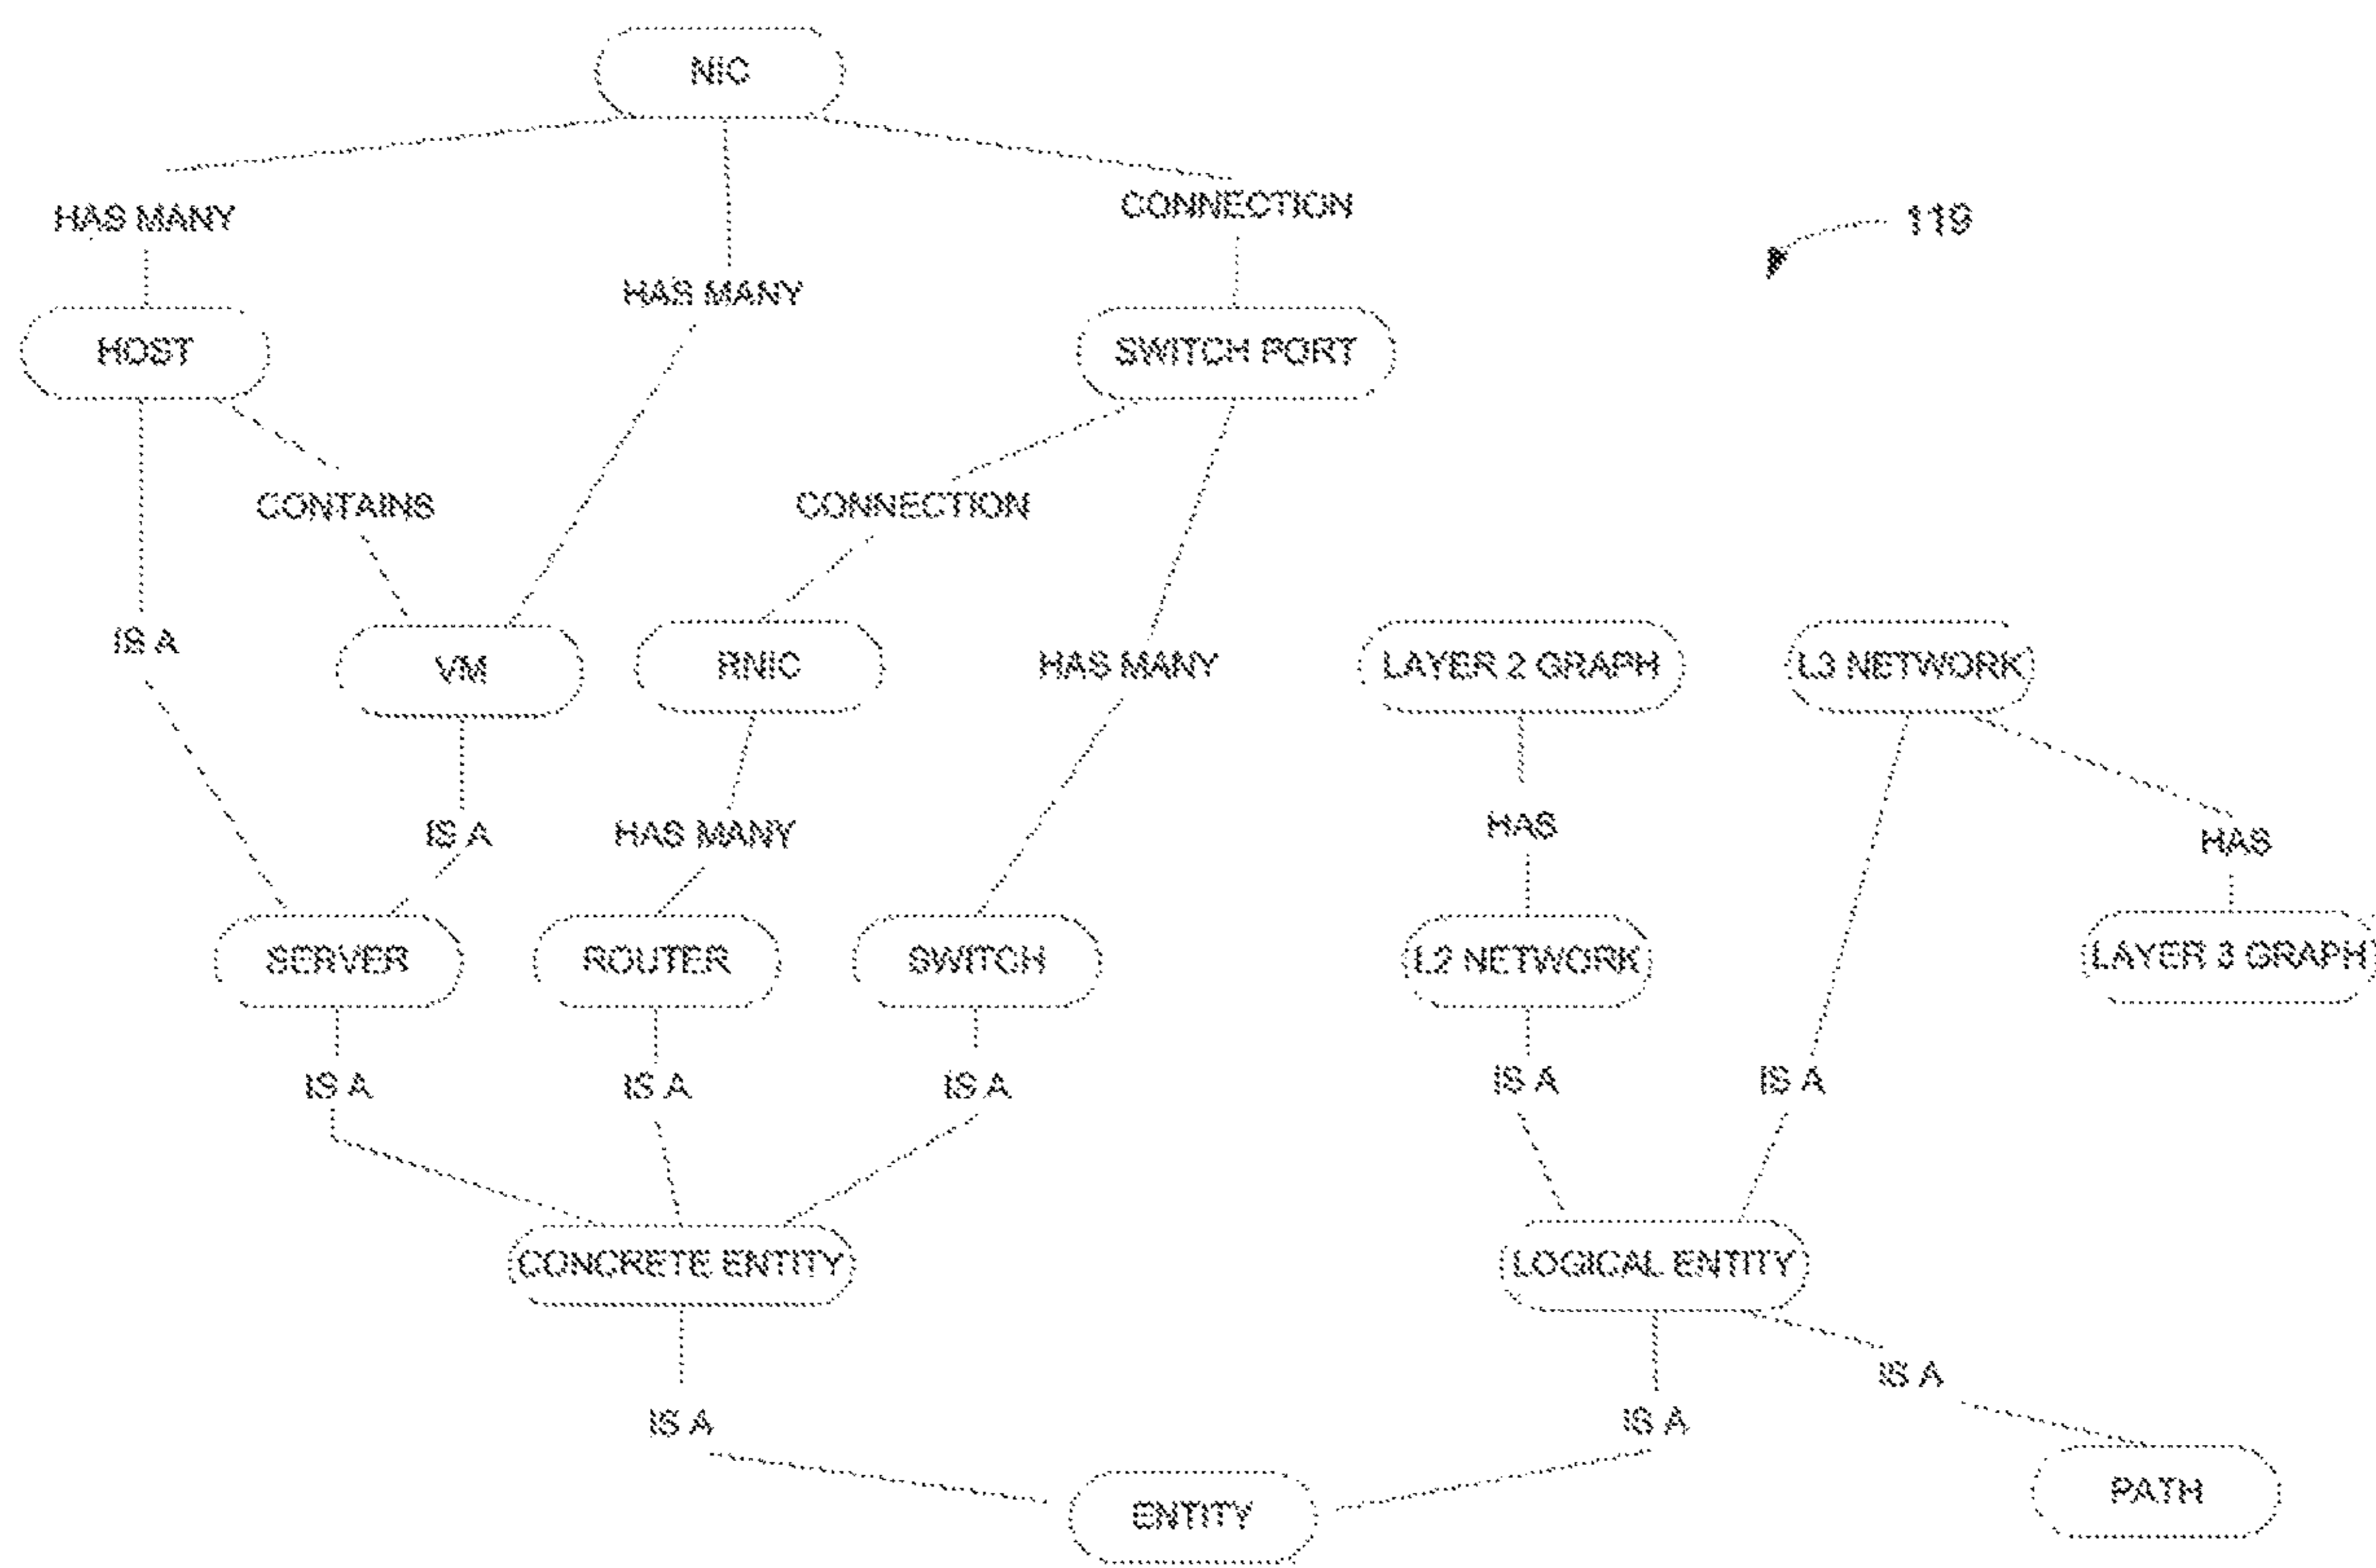 NIC
HAS MANY
CONNECTION
119
HAS MANY
HOST
SWITCH PORT
CONTAINS
CONNECTION
IS A
VM
RNIC
HAS MANY
LAYER 2 GRAPH
L3 NETWORK
IS A
HAS MANY
HAS
HAS
SERVER
ROUTER
SWITCH
L2 NETWORK
LAYER 3 GRAPH
IS A
IS A
IS A
IS A
IS A
CONCRETE ENTITY
LOGICAL ENTITY
IS A
IS A
IS A
ENTITY
PATH